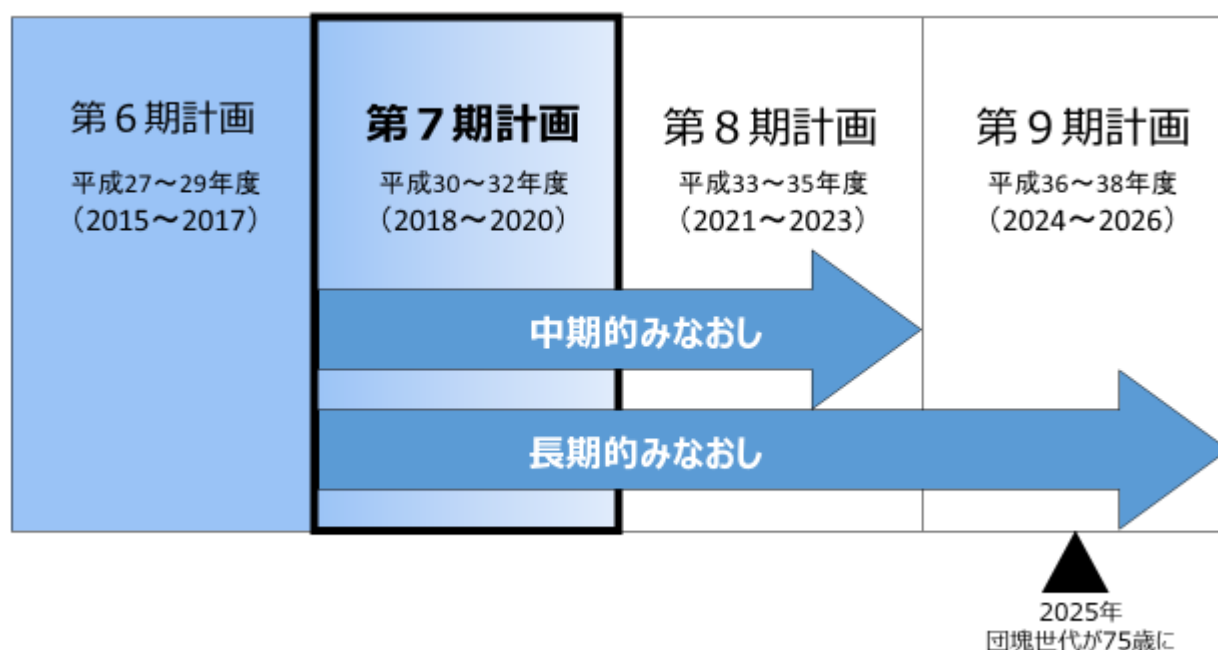 第６期計画
平成27～29年度
（2015～2017）
第７期計画
平成30～32年度
（2018～2020）
第８期計画
平成33～35年度
（2021～2023）
第９期計画
平成36～38年度
（2024～2026）
中期的みなおし
長期的みなおし
2025年
団塊世代が75歳に